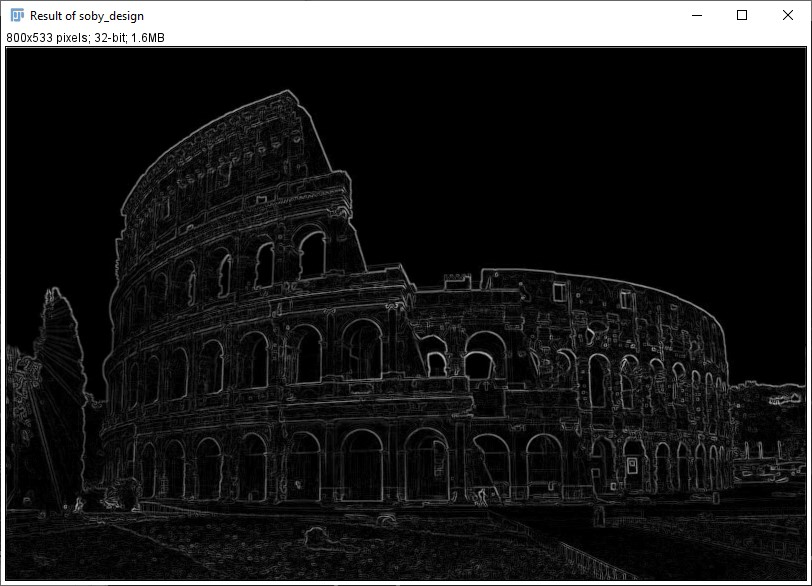 Result of soby_design
800x533 pixels; 32-bit; 1.6MB